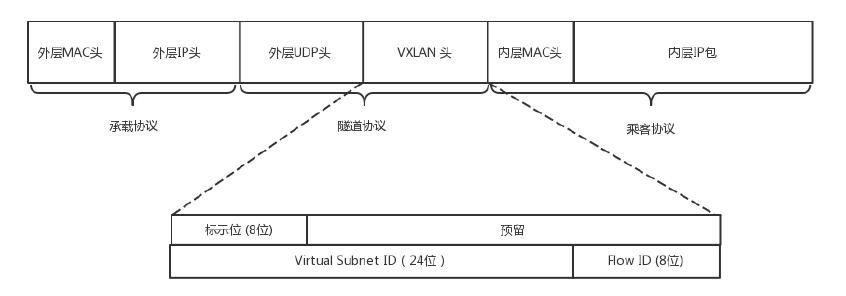 外层MAC头 外层IP头 外层UDP头 VXLAN 头 内层MAC头 内层IP包
承载协议 隧道协议 乘客协议
标示位 (8位) 预留
Virtual Subnet ID ( 24位 ) Flow ID (8位)